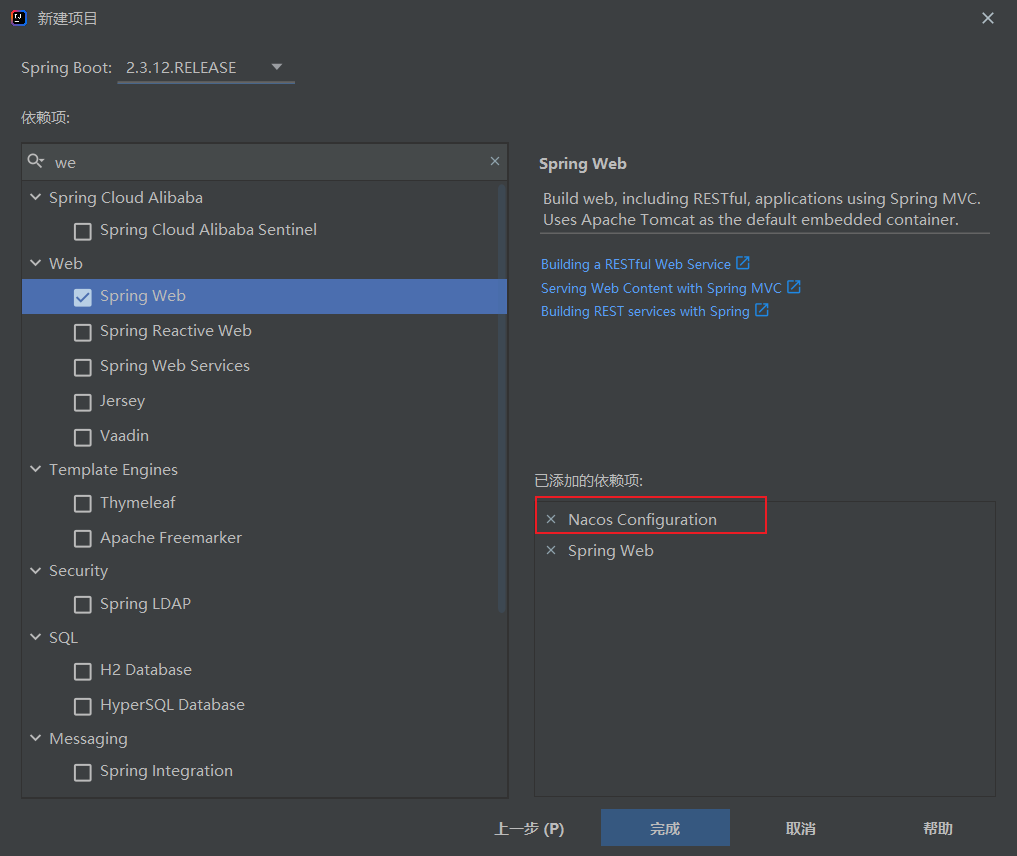 新建项目
Spring Boot: 2.3.12.RELEASE
依赖项:
we
Spring Cloud Alibaba
Spring Cloud Alibaba Sentinel
Web
Spring Web
Spring Reactive Web
Spring Web Services
Jersey
Vaadin
Template Engines
Thymeleaf
Apache Freemarker
Security
Spring LDAP
SQL
H2 Database
HyperSQL Database
Messaging
Spring Integration
Spring Web
Build web, including RESTful, applications using Spring MVC.
Uses Apache Tomcat as the default embedded container.
Building a RESTful Web Service
Serving Web Content with Spring MVC
Building REST services with Spring
已添加的依赖项:
Nacos Configuration
Spring Web
上一步 (P) 完成 取消 帮助